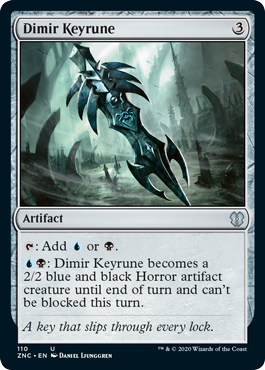 Dimir Keyrune 3
Artifact
: Add or .
: Dimir Keyrune becomes a
2/2 blue and black Horror artifact
creature until end of turn and can't
be blocked this turn.
A key that slips through every lock.
110 U
ZNC • EN Daniel Ljunggren
™ & © 2020 Wizards of the Coast